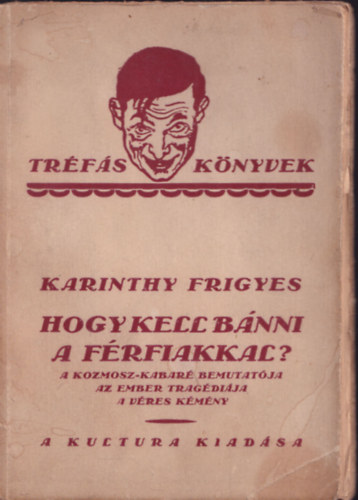 TRÉFÁS KÖNYVEK
KARINTHY FRIGYES
HOGY KELL BÁNNI
A FÉRFIAKKAL?
A KOZMOSZ-KABARÉ BEMUTATÓJA
AZ EMBER TRAGÉDIÁJA
A VÉRES KÉMÉNY
A KULTURA KIADÁSA